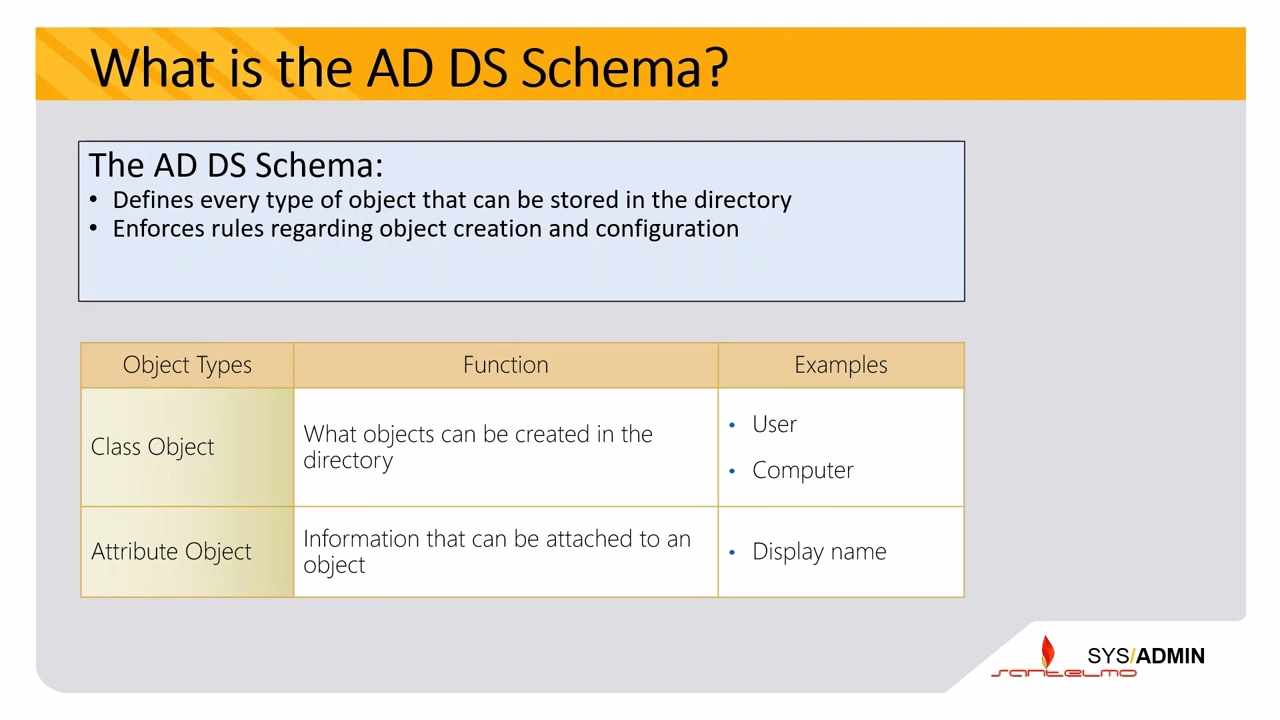 What is the AD DS Schema?
The AD DS Schema:
• Defines every type of object that can be stored in the directory
• Enforces rules regarding object creation and configuration
Object Types
Function
Examples
Class Object
What objects can be created in the
directory
• User
• Computer
Attribute Object
Information that can be attached to an
object
• Display name
SYS/ADMIN
santelmo